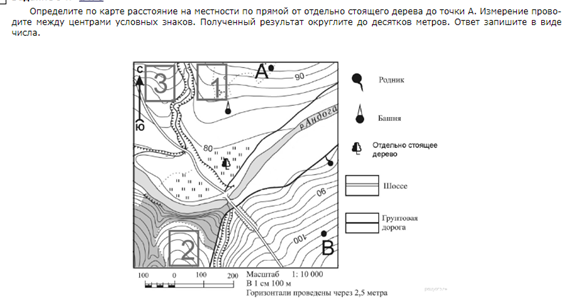 Определите по карте расстояние на местности по прямой от отдельно стоящего дерева до точки А. Измерение прово-
дите между центрами условных знаков. Полученный результат округлите до десятков метров. Ответ запишите в виде
числа.
С
Ю
3
1
А
90
80
р.Андога
90
100
В
2
Родник
Башня
Отдельно стоящее
дерево
Шоссе
Грунтовая
дорога
100 0 100 200
Масштаб 1: 10 000
В 1 см 100 м
Горизонтали проведены через 2,5 метра